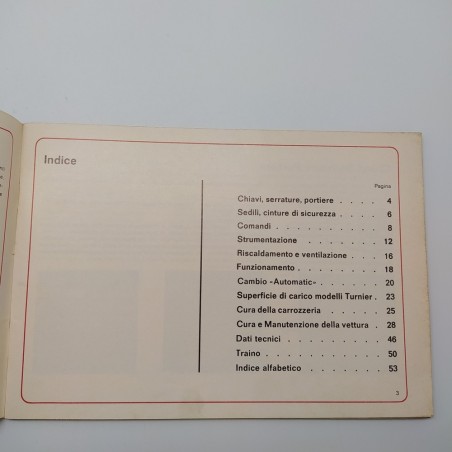 Indice
Pagina
Chiavi, serrature, portiere . . . . 4
Sedili, cinture di sicurezza . . . . 6
Comandi . . . . . . . . . 8
Strumentazione . . . . . . 12
Riscaldamento e ventilazione . . . 16
Funzionamento . . . . . . . 18
Cambio «Automatic» . . . . . 20
Superficie di carico modelli Turnier . 23
Cura della carrozzeria . . . . 25
Cura e Manutenzione della vettura . 28
Dati tecnici . . . . . . . 46
Traino . . . . . . . . . 50
Indice alfabetico . . . . . . 53
3